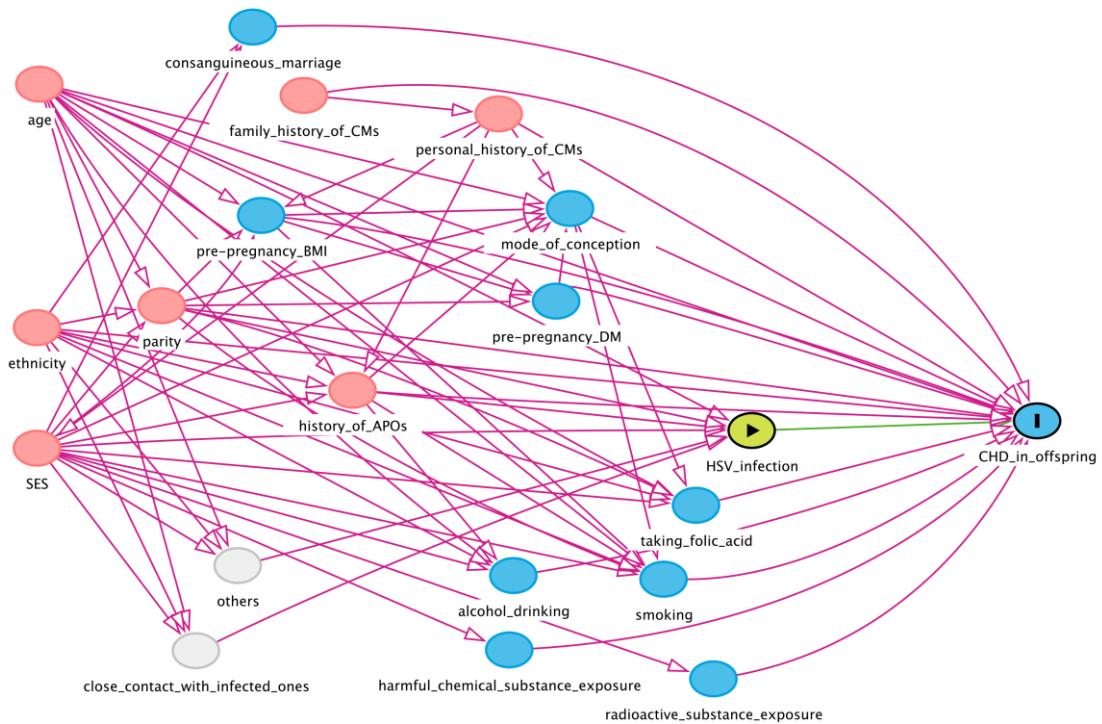 consanguineous_marriage
age
family_history_of_CMs
personal_history_of_CMs
pre-pregnancy_BMI
mode_of_conception
parity
pre-pregnancy_DM
ethnicity
history_of_APOs
HSV_infection
CHD_in_offspring
SES
taking_folic_acid
others
alcohol_drinking
smoking
close_contact_with_infected_ones
harmful_chemical_substance_exposure
radioactive_substance_exposure